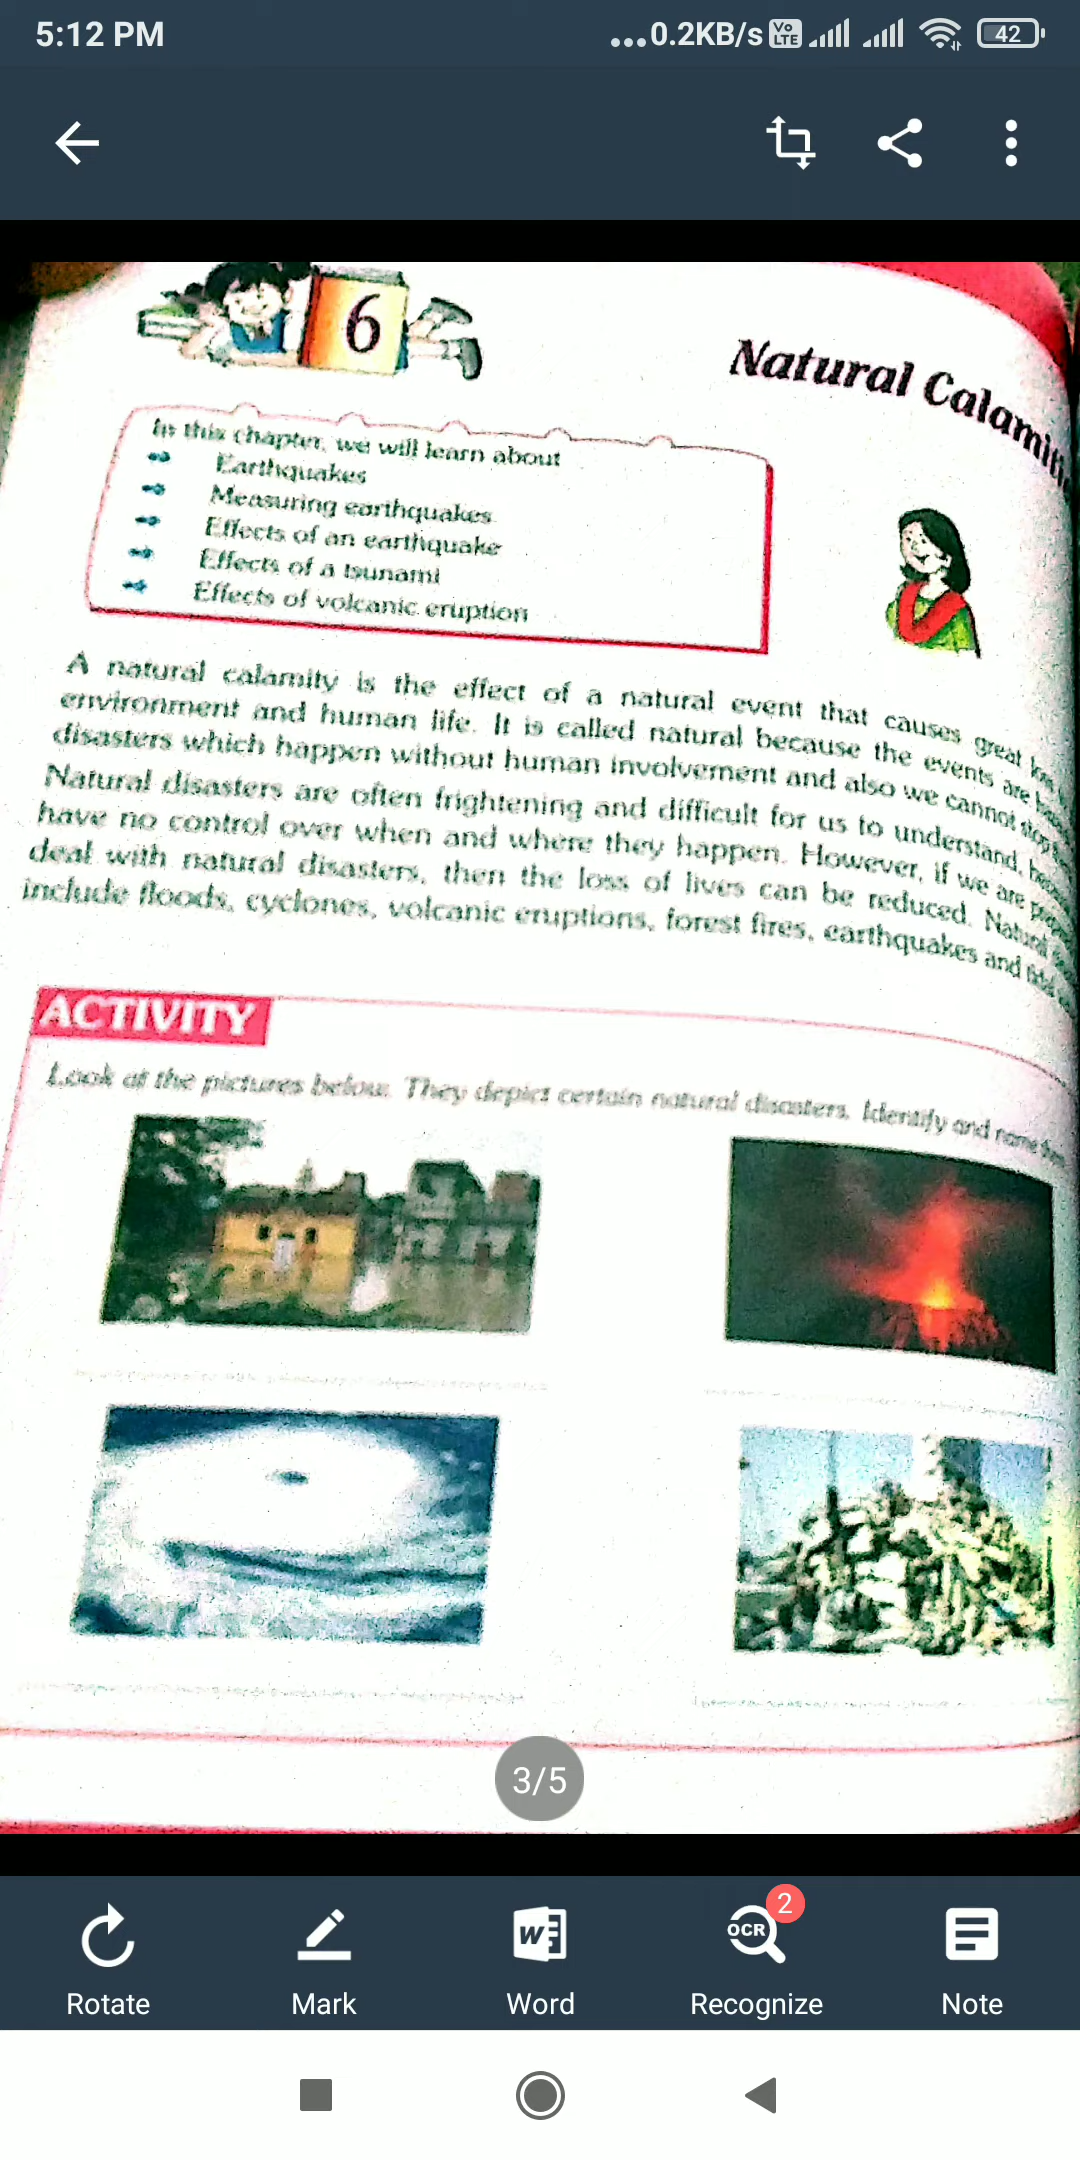 5:12 PM
...0.2KB/s Vo LTE 42
6
Natural Calamiti
In this chapter, we will learn about
Earthquakes
Measuring earthquakes
Effects of an earthquake
Effects of a tsunami
Effects of volcanic eruption
A natural calamity is the effect of a natural event that causes great
environment and human life. It is called natural because the events are
disasters which happen without human involvement and also we cannot stop
Natural disasters are often frightening and difficult for us to understand,
have no control over when and where they happen. However, if we are
deal with natural disasters, then the loss of lives can be reduced. Natural
include floods, cyclones, volcanic eruptions, forest fires, earthquakes and
ACTIVITY
Look at the pictures below. They depict certain natural disasters. Identify and name
3/5
OCR 2
Rotate Mark Word Recognize Note